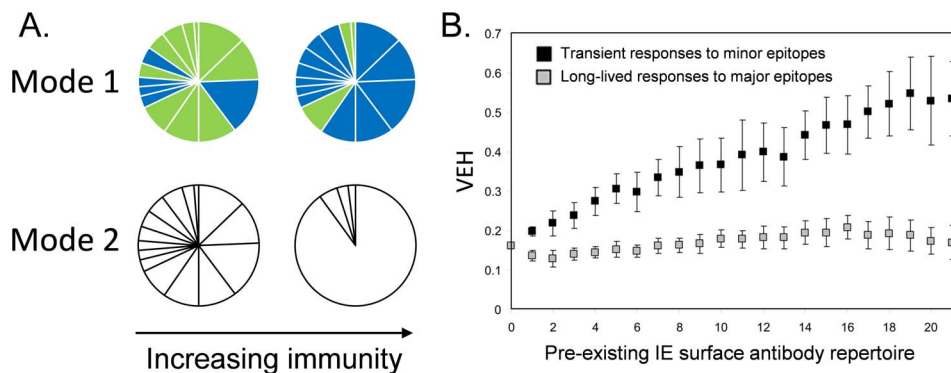 A.
Mode 1
Mode 2
Increasing immunity
B.
0.7
0.6
0.5
0.4
0.3
0.2
0.1
0
VEH
Transient responses to minor epitopes
Long-lived responses to major epitopes
0 2 4 6 8 10 12 14 16 18 20
Pre-existing IE surface antibody repertoire